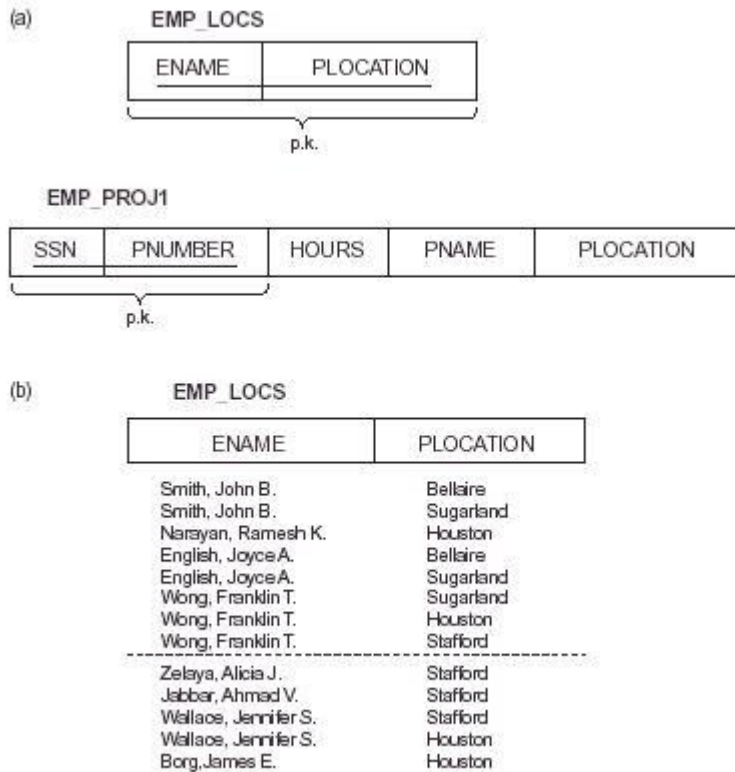 (a) EMP_LOCS
ENAME PLOCATION
p.k.
EMP_PROJ1
SSN PNUMBER HOURS PNAME PLOCATION
p.k.
(b) EMP_LOCS
ENAME PLOCATION
Smith, John B. Bellaire
Smith, John B. Sugarland
Narayan, Ramesh K. Houston
English, Joyce A. Bellaire
English, Joyce A. Sugarland
Wong, Franklin T. Sugarland
Wong, Franklin T. Houston
Wong, Franklin T. Stafford
Zelaya, Alicia J. Stafford
Jabbar, Ahmad V. Stafford
Wallace, Jennifer S. Stafford
Wallace, Jennifer S. Houston
Borg,James E. Houston